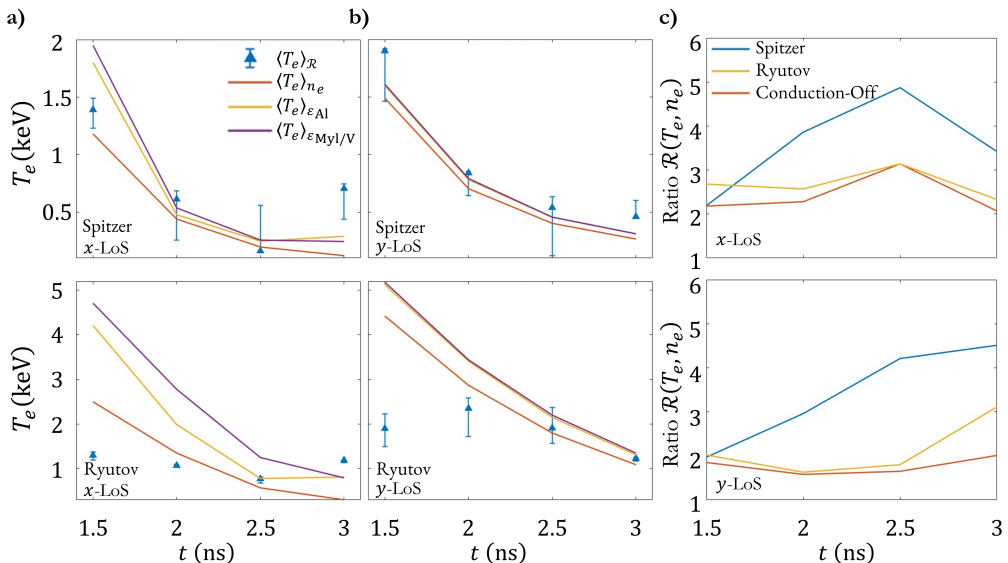 a)
b)
c)
2
1.5
1
0.5
T_e(keV)
⟨T_e⟩_ℛ
⟨T_e⟩_{n_e}
⟨T_e⟩_{ε_Al}
⟨T_e⟩_{ε_Myl/V}
Spitzer
x-LoS
Spitzer
y-LoS
6
5
4
3
2
1
Ratio ℛ(T_e, n_e)
Spitzer
Ryutov
Conduction-Off
x-LoS
5
4
3
2
1
T_e(keV)
Ryutov
x-LoS
1.5 2 2.5 3
t (ns)
Ryutov
y-LoS
1.5 2 2.5 3
t (ns)
6
5
4
3
2
1
Ratio ℛ(T_e, n_e)
y-LoS
1.5 2 2.5 3
t (ns)